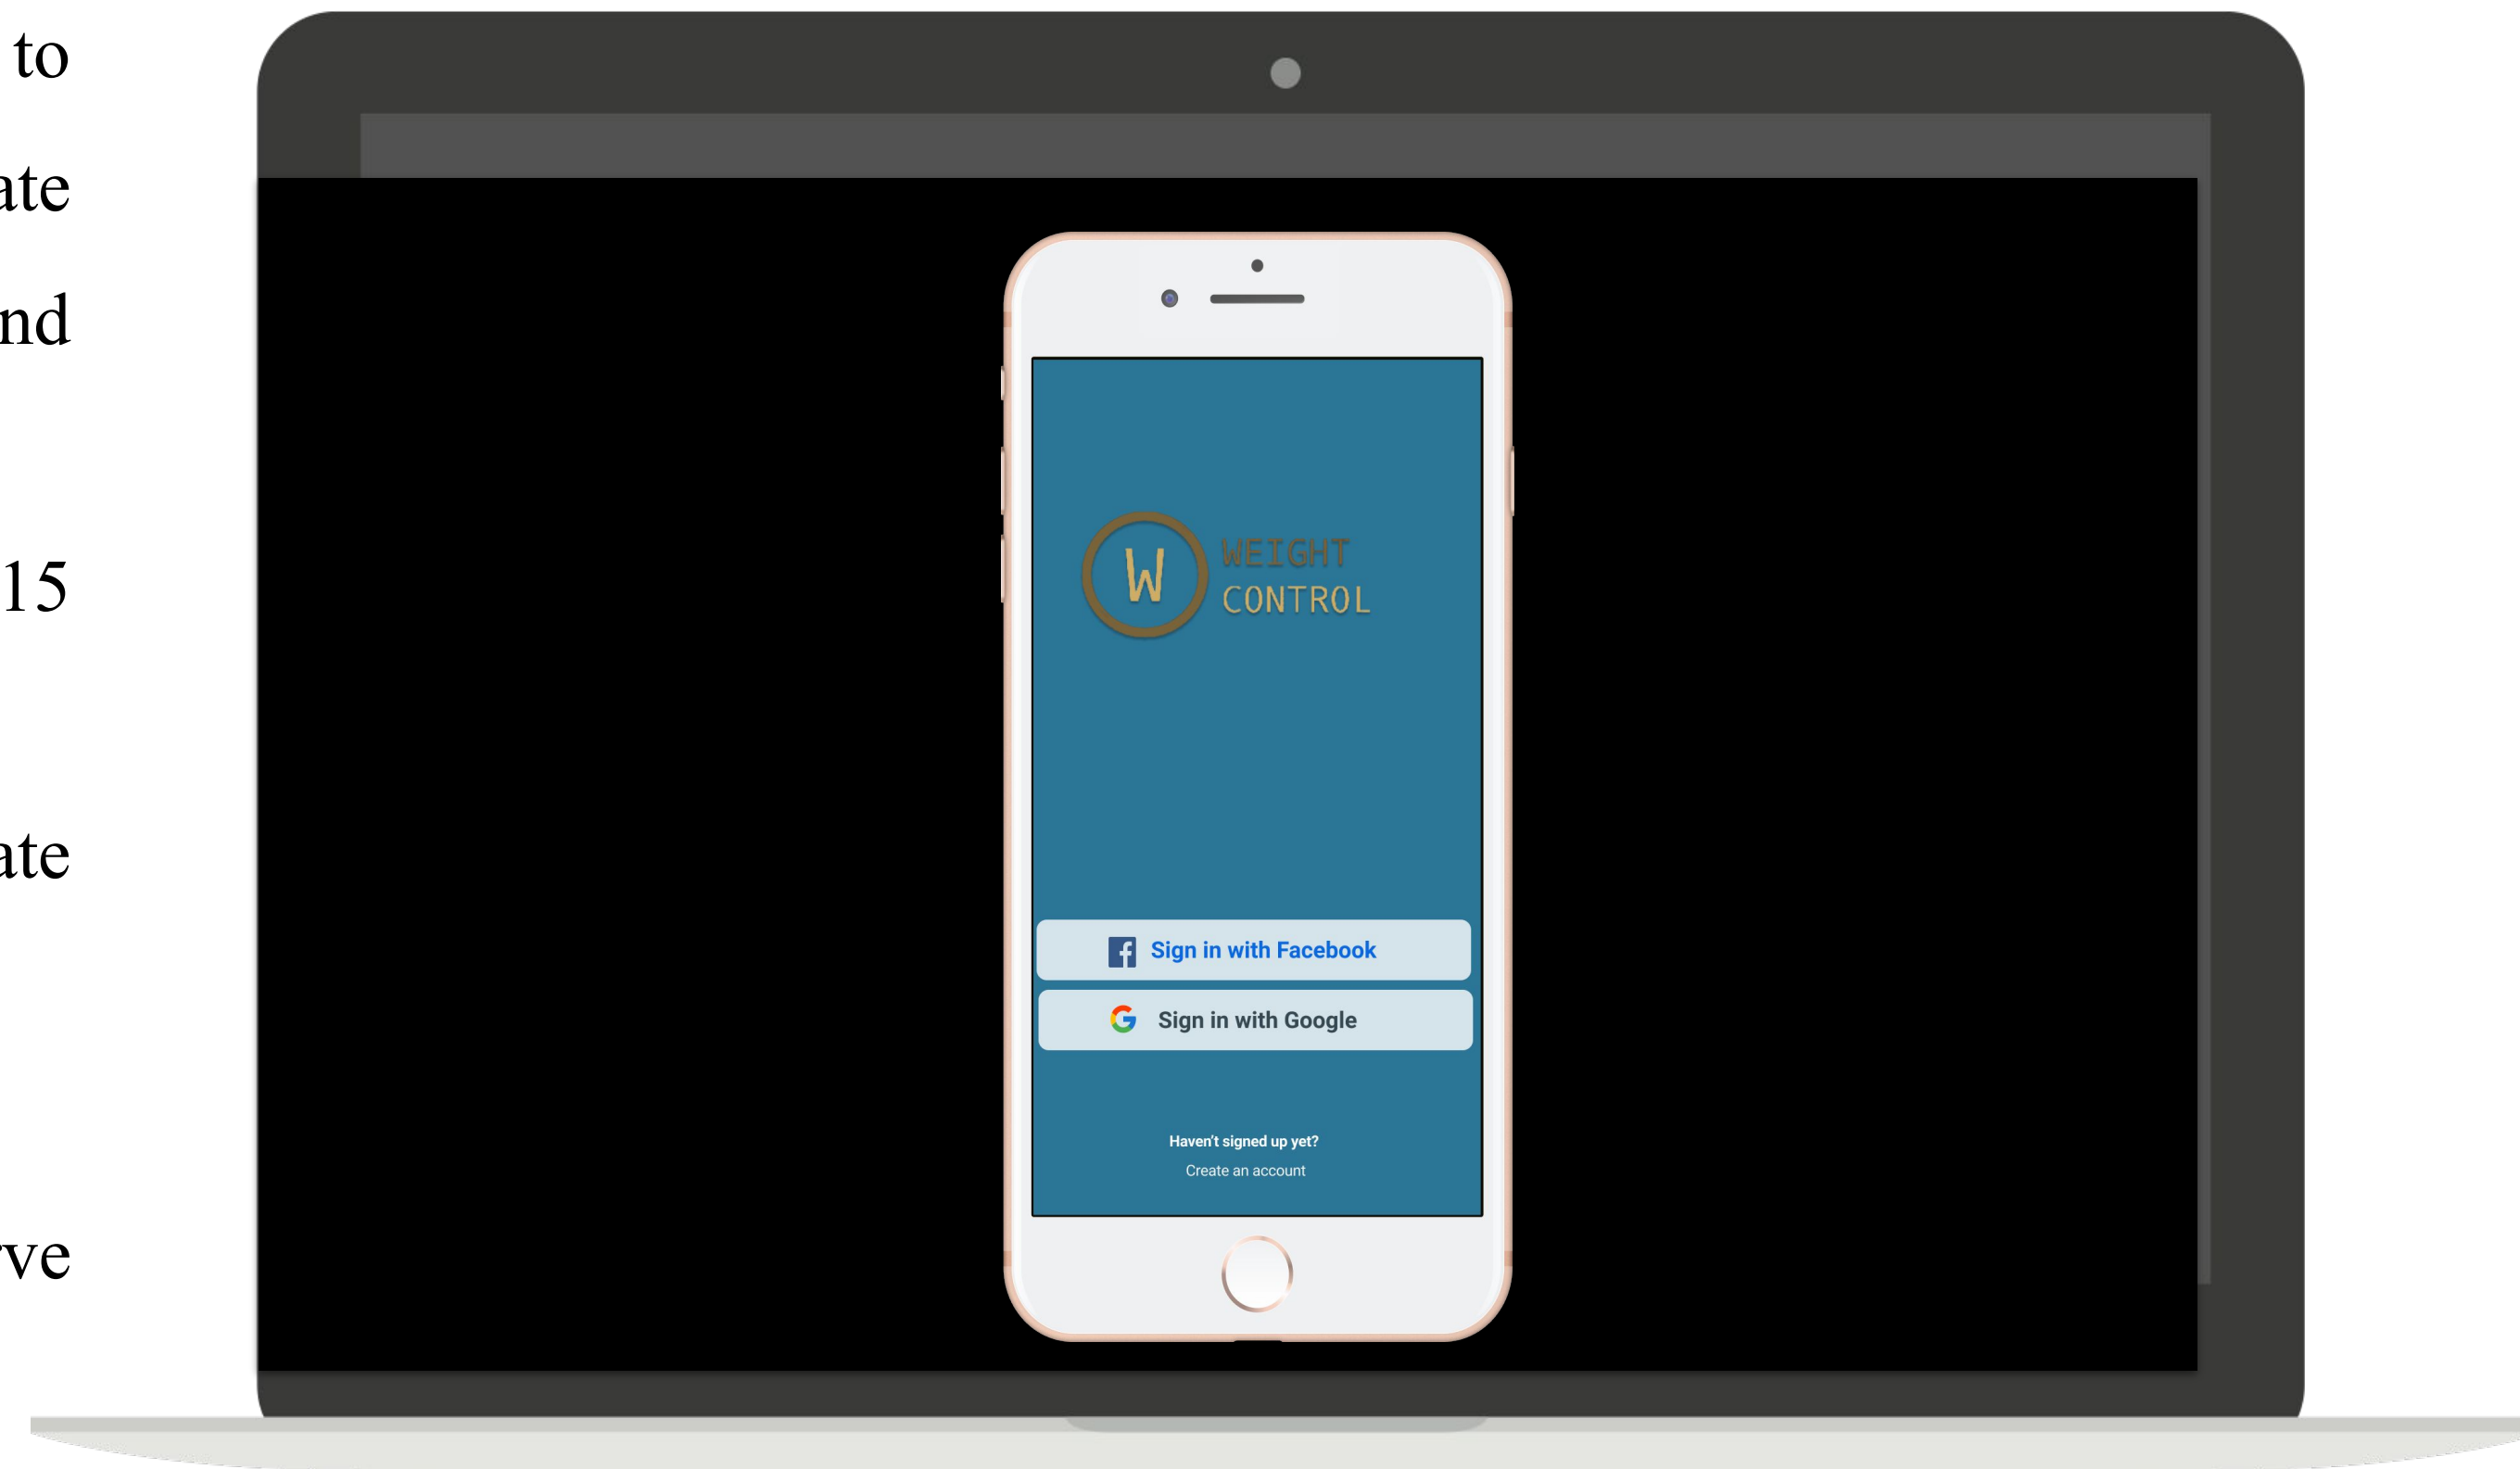 to
ate
nd
15
ate
ve
W
WEIGHT
CONTROL
Sign in with Facebook
G Sign in with Google
Haven't signed up yet?
Create an account